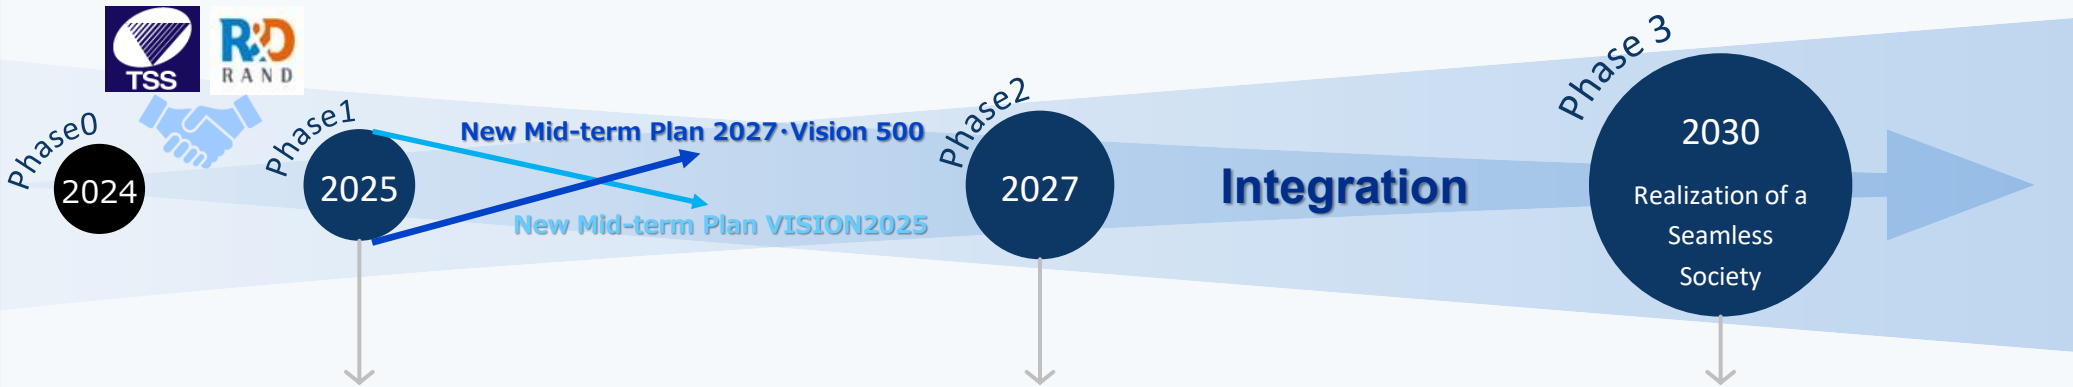 TSS
R&D
RAND
Phase0
2024
Phase1
2025
New Mid-term Plan 2027･Vision 500
New Mid-term Plan VISION2025
Phase2
2027
Integration
Phase 3
2030
Realization of a
Seamless
Society